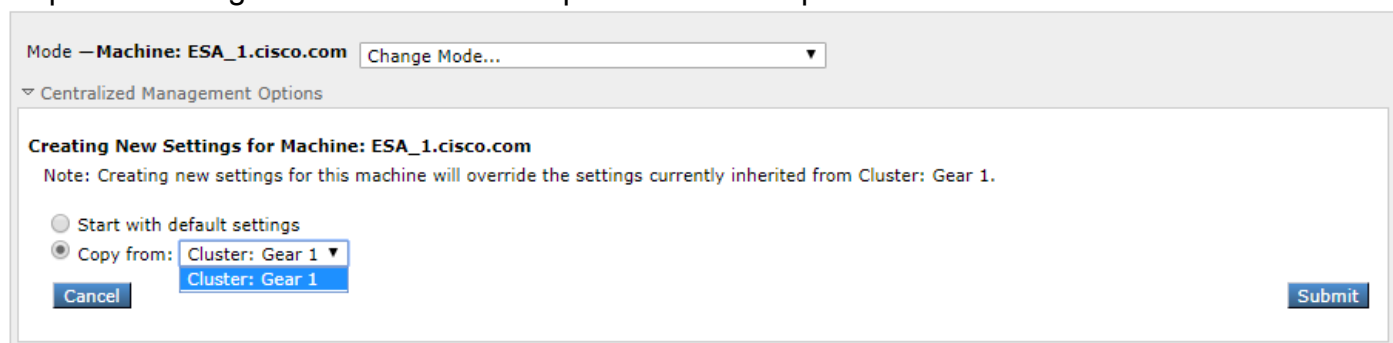 Mode —Machine: ESA_1.cisco.com Change Mode... ▼
▽ Centralized Management Options
Creating New Settings for Machine: ESA_1.cisco.com
Note: Creating new settings for this machine will override the settings currently inherited from Cluster: Gear 1.
Start with default settings
Copy from: Cluster: Gear 1 ▼
Cluster: Gear 1
Cancel
Submit